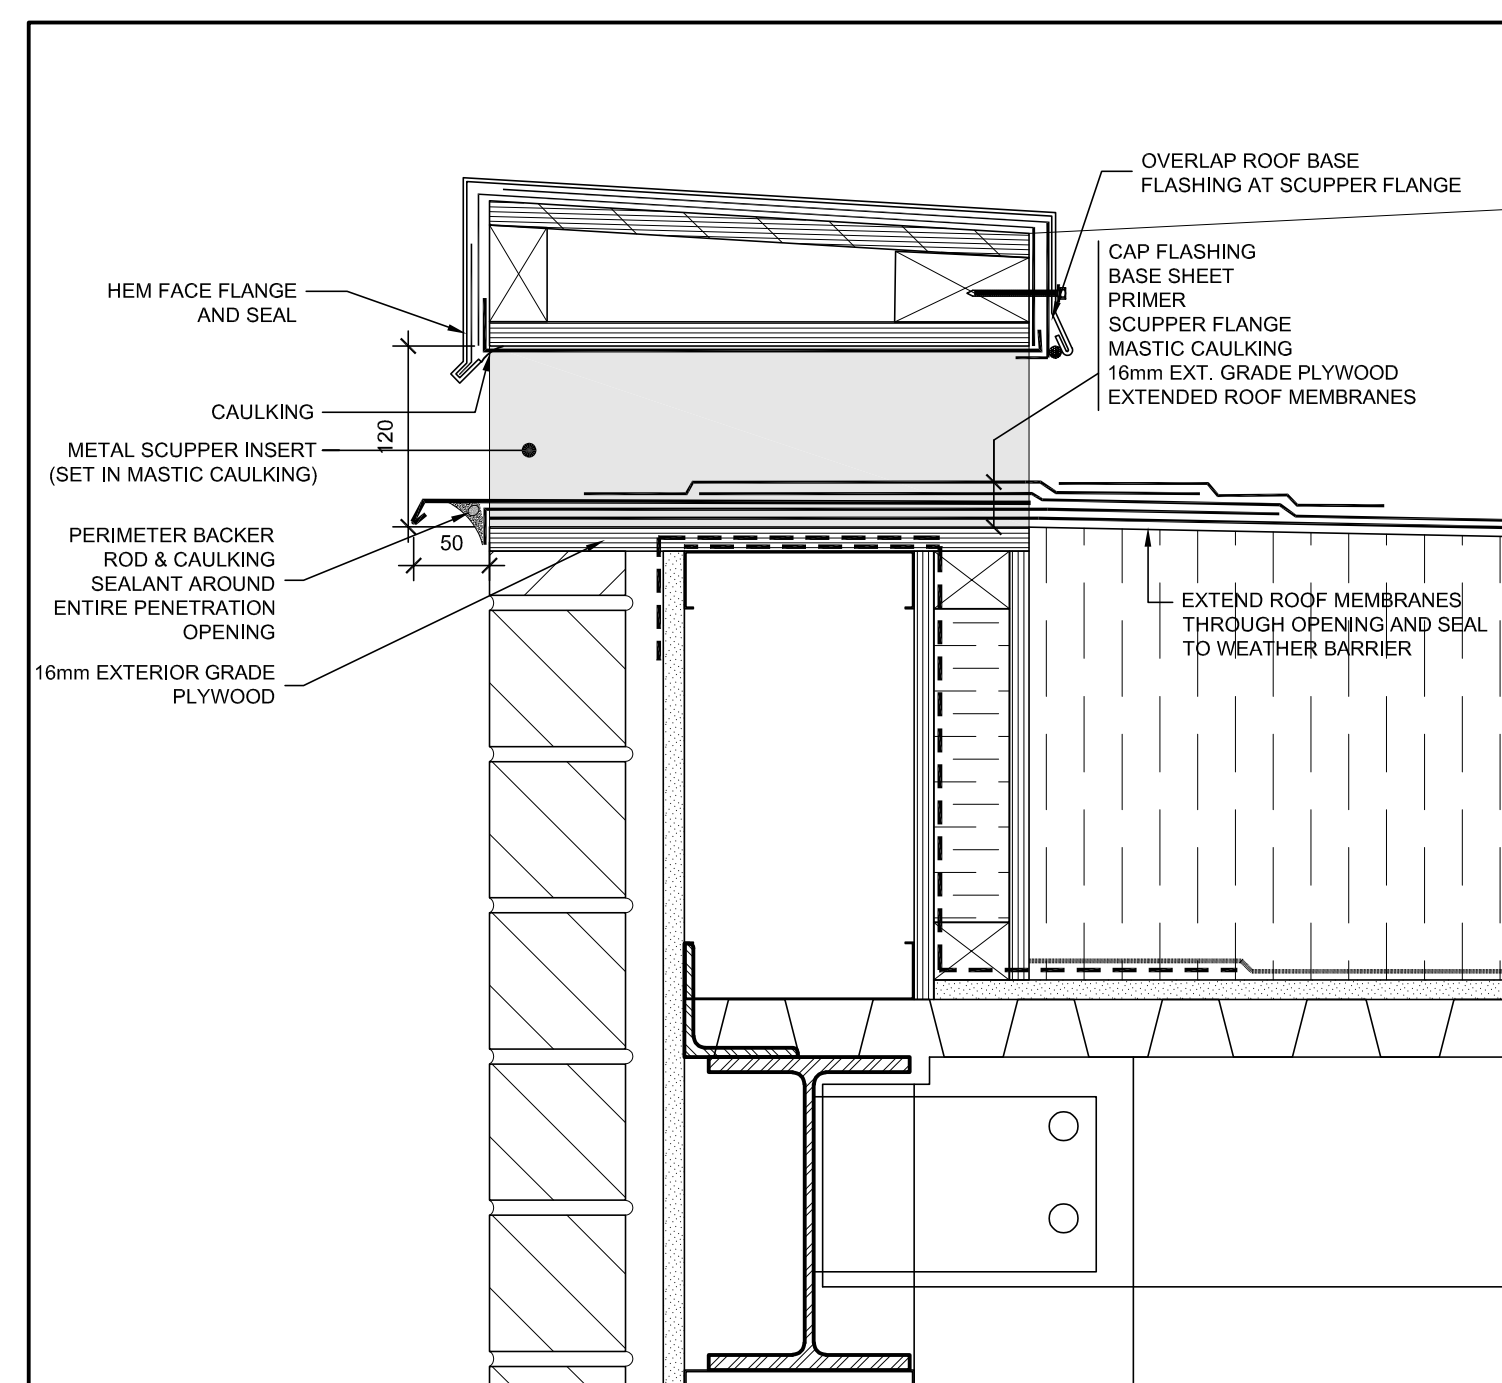 OVERLAP ROOF BASE
FLASHING AT SCUPPER FLANGE
CAP FLASHING
BASE SHEET
PRIMER
SCUPPER FLANGE
MASTIC CAULKING
16mm EXT. GRADE PLYWOOD
EXTENDED ROOF MEMBRANES
HEM FACE FLANGE
AND SEAL
CAULKING
120
METAL SCUPPER INSERT
(SET IN MASTIC CAULKING)
PERIMETER BACKER
ROD & CAULKING
SEALANT AROUND
ENTIRE PENETRATION
OPENING
50
16mm EXTERIOR GRADE
PLYWOOD
EXTEND ROOF MEMBRANES
THROUGH OPENING AND SEAL
TO WEATHER BARRIER